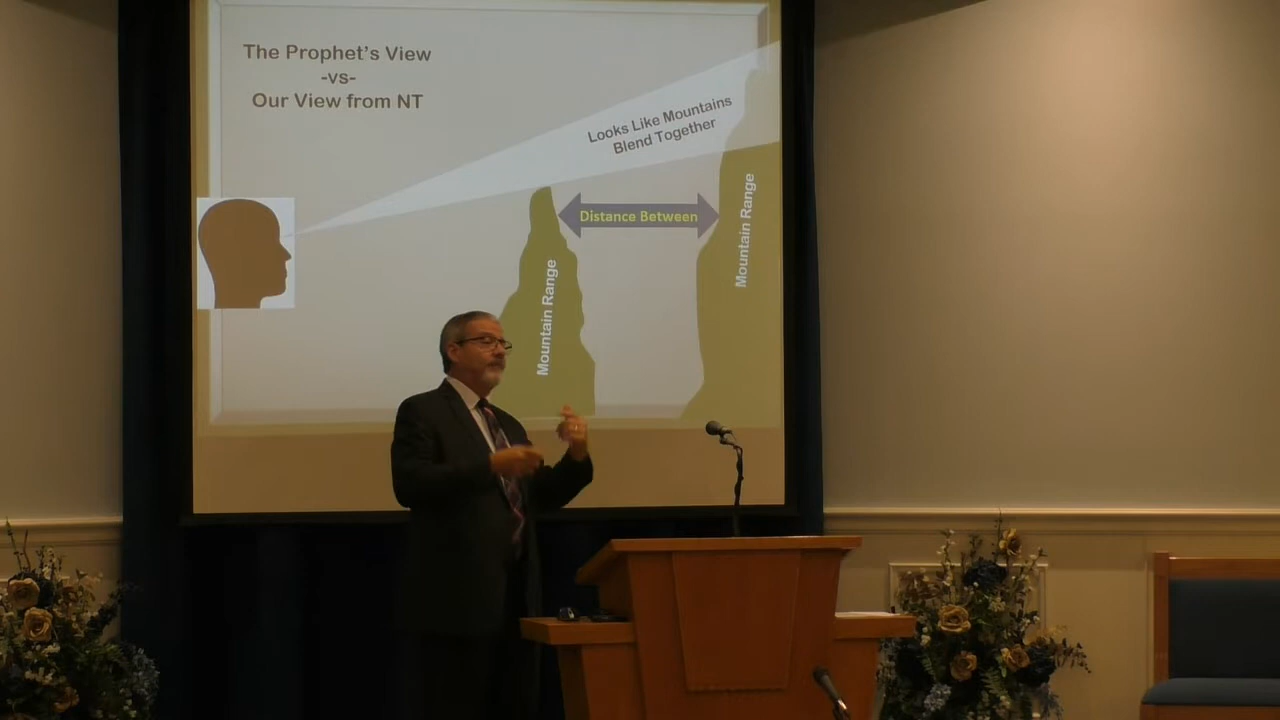 The Prophet's View
-vs-
Our View from NT
Looks Like Mountains
Blend Together
Distance Between
Mountain Range
Mountain Range